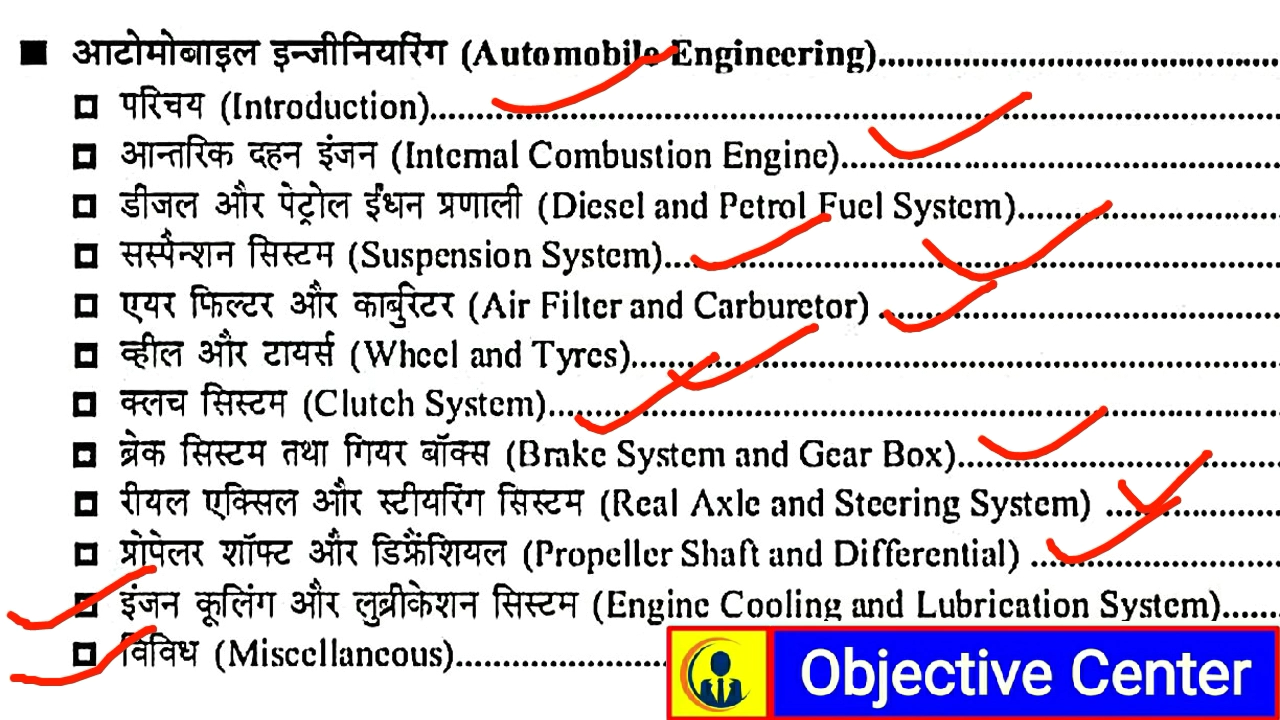 ■ आटोमोबाइल इन्जीनियरिंग (Automobile Engineering)........................................
परिचय (Introduction)........................................
आन्तरिक दहन इंजन (Internal Combustion Engine)........................................
डीजल और पेट्रोल ईंधन प्रणाली (Diesel and Petrol Fuel System)........................................
सस्पैन्शन सिस्टम (Suspension System)........................................
एयर फिल्टर और कार्बुरेटर (Air Filter and Carburetor) ........................................
व्हील और टायर्स (Wheel and Tyres)........................................
क्लच सिस्टम (Clutch System)........................................
ब्रेक सिस्टम तथा गियर बॉक्स (Brake System and Gear Box)........................................
रीयल एक्सिल और स्टीयरिंग सिस्टम (Real Axle and Steering System) ....................
प्रोपेलर शॉफ्ट और डिफ्रैंशियल (Propeller Shaft and Differential) ........................
इंजन कूलिंग और लुब्रीकेशन सिस्टम (Engine Cooling and Lubrication System)......
विविध (Miscellaneous)........................
Objective Center